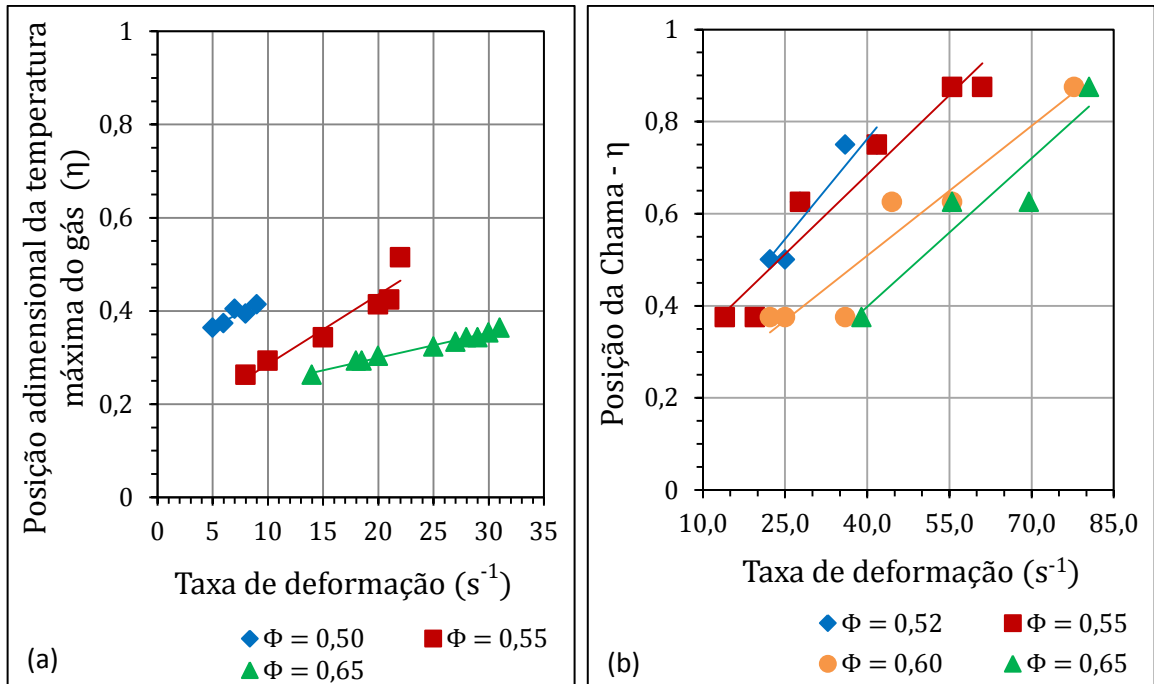 Posição adimensional da temperatura
máxima do gás (η)
1
0,8
0,6
0,4
0,2
0
0 5 10 15 20 25 30 35
Taxa de deformação (s⁻¹)
Φ = 0,50 Φ = 0,55
Φ = 0,65
(a)
Posição da Chama - η
1
0,8
0,6
0,4
0,2
0
10,0 25,0 40,0 55,0 70,0 85,0
Taxa de deformação (s⁻¹)
Φ = 0,52 Φ = 0,55
Φ = 0,60 Φ = 0,65
(b)